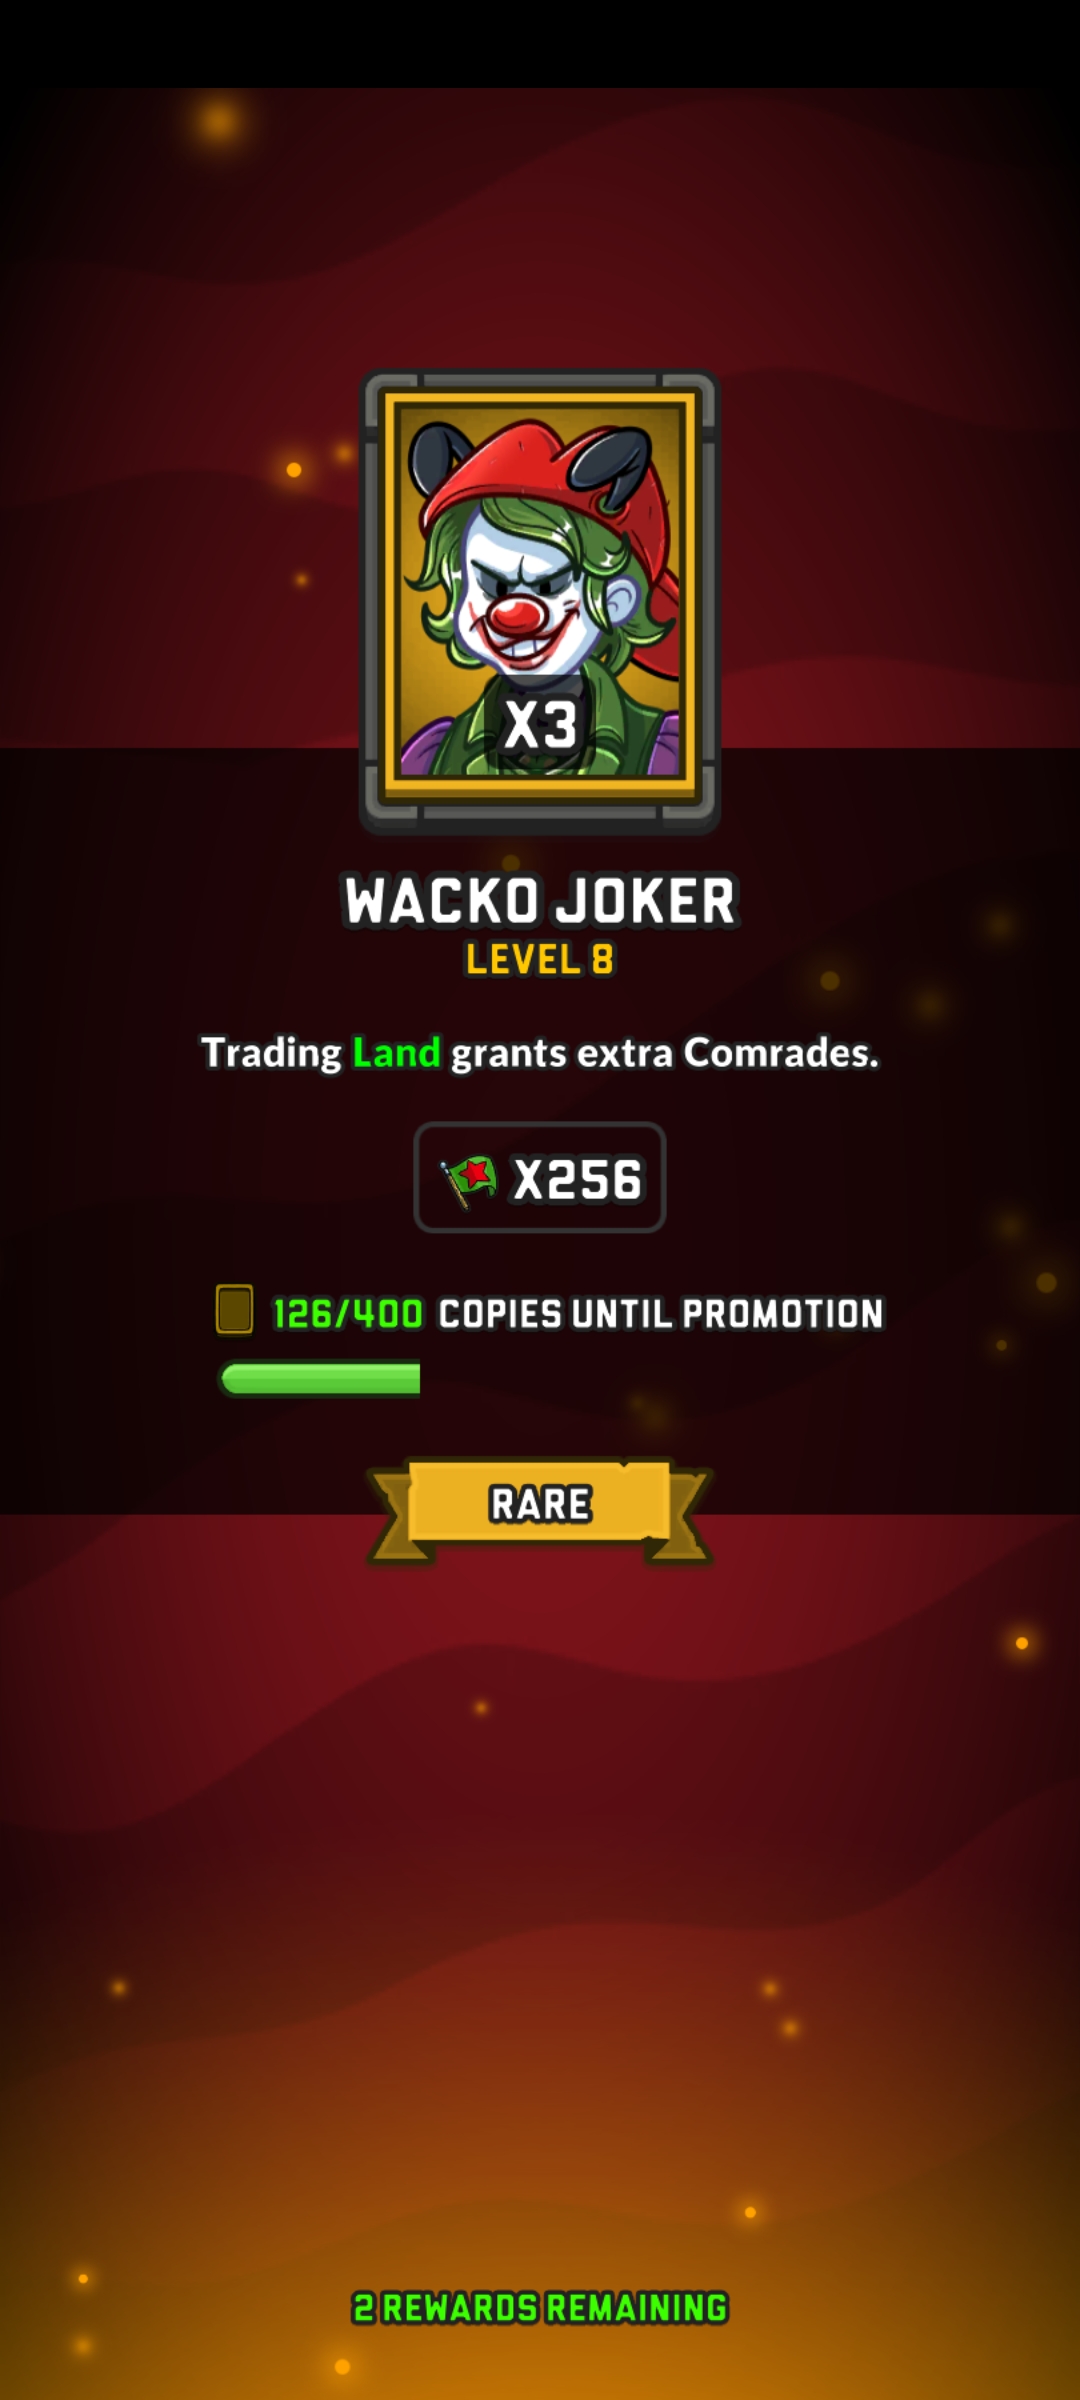 X3
WACKO JOKER
LEVEL 8
Trading Land grants extra Comrades.
X256
126/400 COPIES UNTIL PROMOTION
RARE
2 REWARDS REMAINING